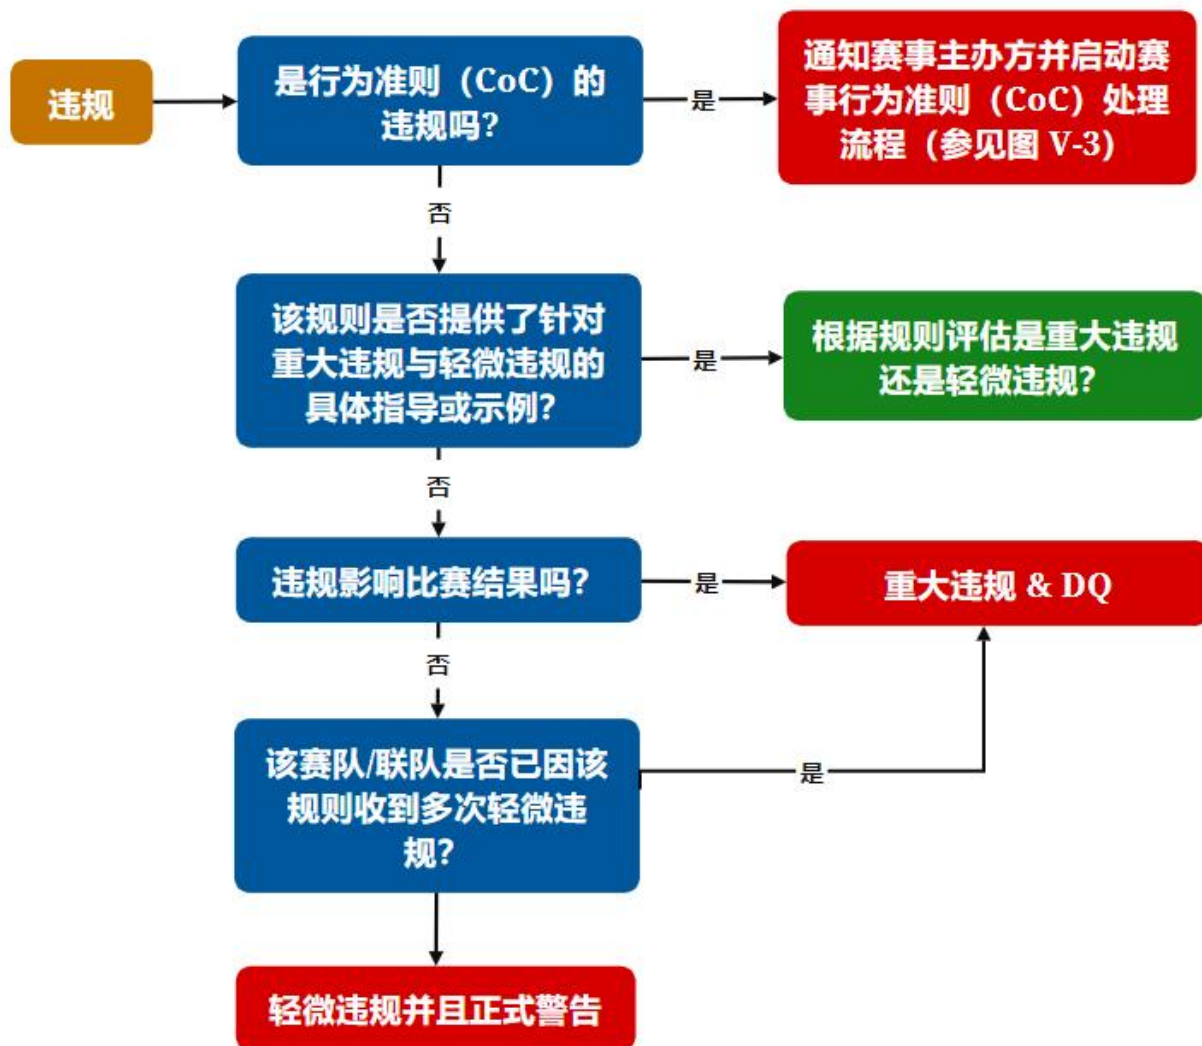 违规
是行为准则（CoC）的
违规吗?
是
通知赛事主办方并启动赛
事行为准则（CoC）处理
流程（参见图 V-3）
否
该规则是否提供了针对
重大违规与轻微违规的
具体指导或示例?
是
根据规则评估是重大违规
还是轻微违规?
否
违规影响比赛结果吗?
是
重大违规 & DQ
否
该赛队/联队是否已因该
规则收到多次轻微违
规?
是
轻微违规并且正式警告